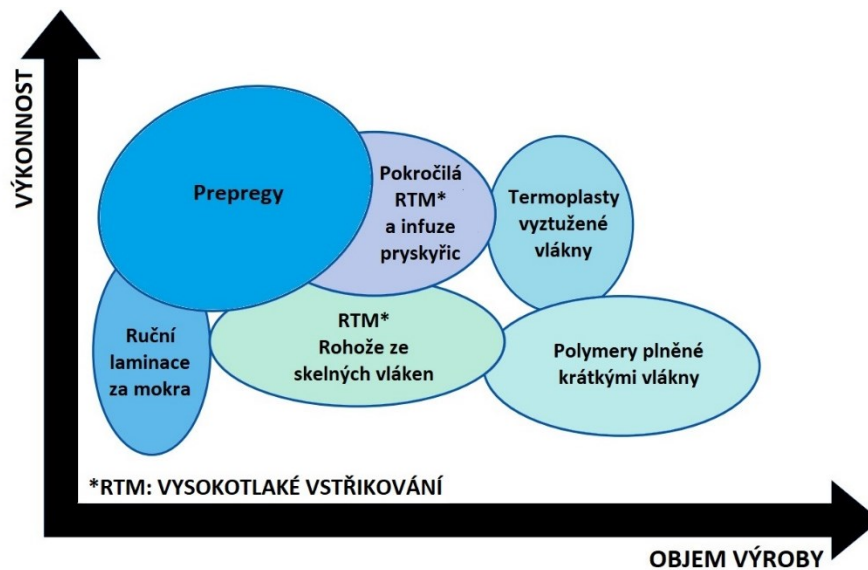 VÝKONNOST
Prepregy
Pokročilá
RTM*
a infuze
pryskyřic
Termoplasty
vyztužené
vlákny
Ruční
laminace
za mokra
RTM*
Rohože ze
skelných vláken
Polymery plněné
krátkými vlákny
*RTM: VYSOKOTLAKÉ VSTŘIKOVÁNÍ
OBJEM VÝROBY